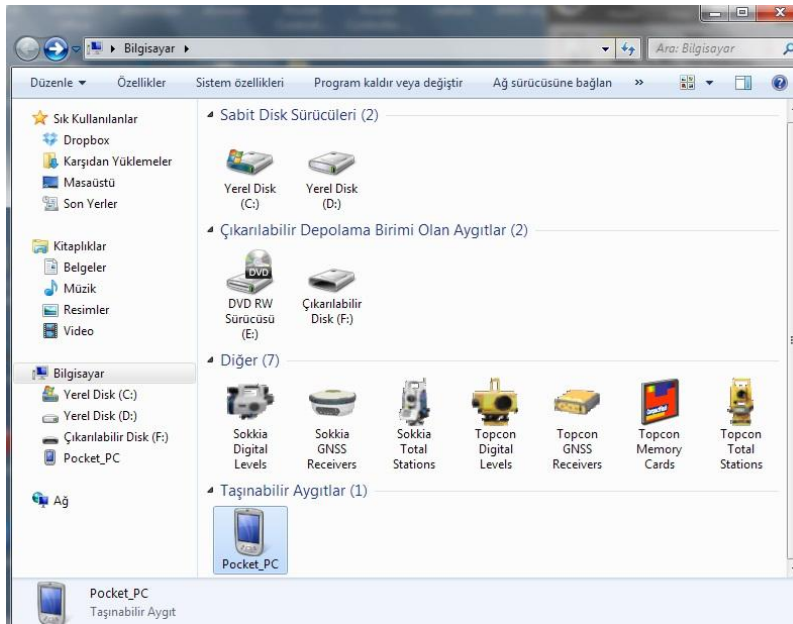 Bilgisayar
Ara: Bilgisayar
Düzenle
Özellikler
Sistem özellikleri
Program kaldır veya değiştir
Ağ sürücüsüne bağlan
»
Sık Kullanılanlar
Dropbox
Karşıdan Yüklemeler
Masaüstü
Son Yerler
Kitaplıklar
Belgeler
Müzik
Resimler
Video
Bilgisayar
Yerel Disk (C:)
Yerel Disk (D:)
Çıkarılabilir Disk (F:)
Pocket_PC
Ağ
Sabit Disk Sürücüleri (2)
Yerel Disk
(C:)
Yerel Disk
(D:)
Çıkarılabilir Depolama Birimi Olan Aygıtlar (2)
DVD
DVD RW
Sürücüsü
(E:)
Çıkarılabilir
Disk (F:)
Diğer (7)
Sokkia
Digital
Levels
Sokkia
GNSS
Receivers
Sokkia
Total
Stations
Topcon
Digital
Levels
Topcon
GNSS
Receivers
Topcon
Memory
Cards
Topcon
Total
Stations
Taşınabilir Aygıtlar (1)
Pocket_PC
Pocket_PC
Taşınabilir Aygıt